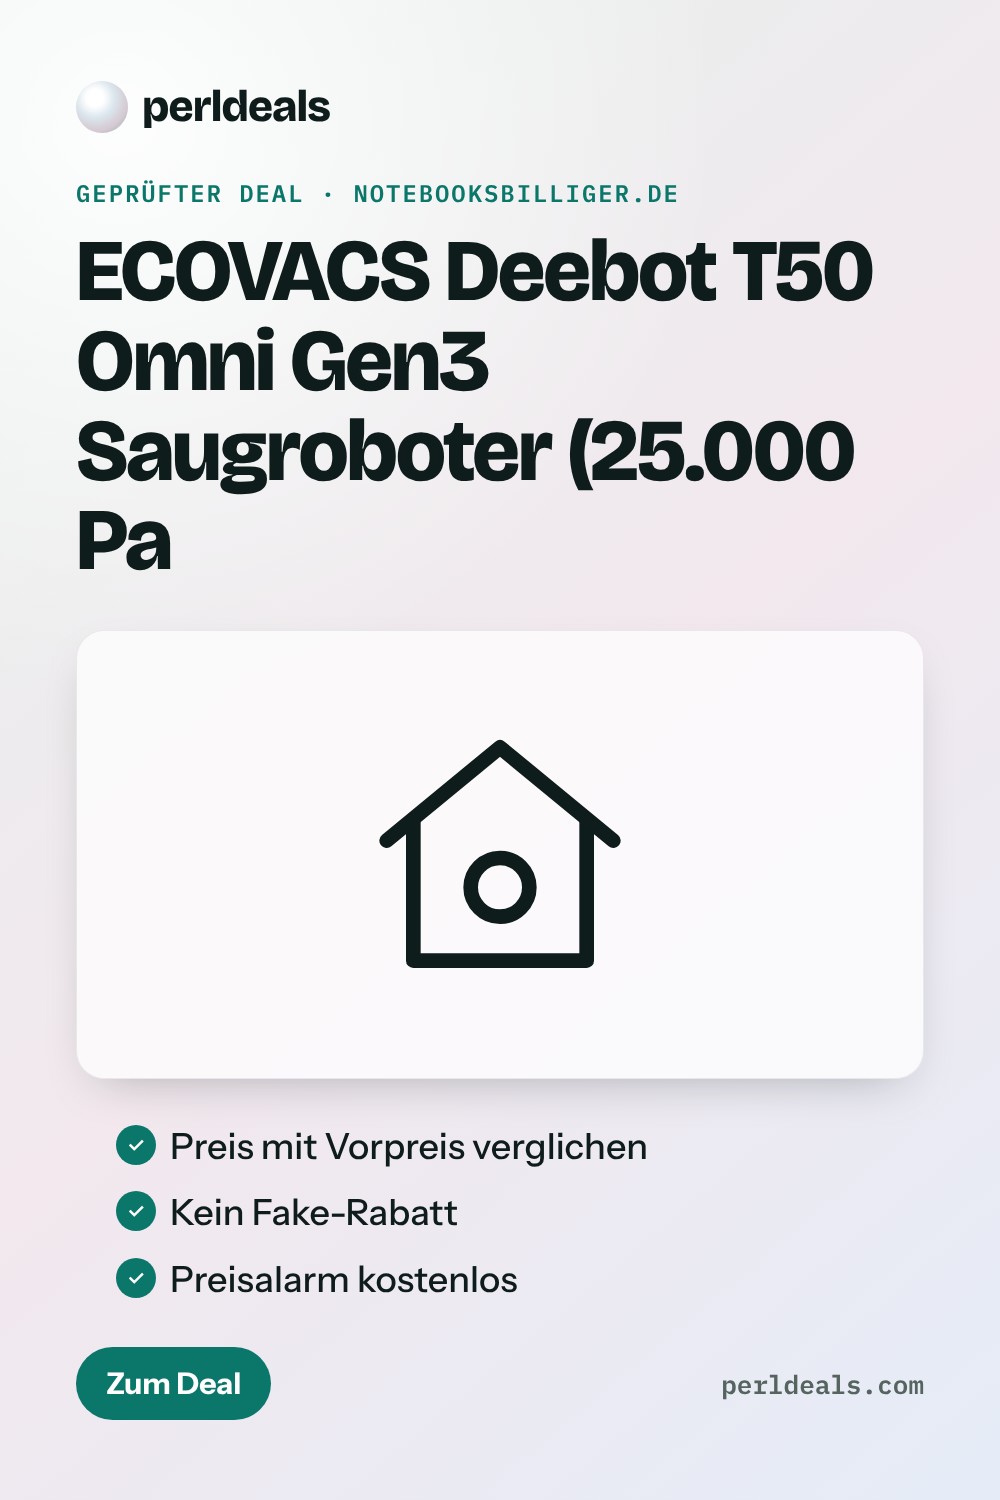 perldeals
GEPRÜFTER DEAL · NOTEBOOKSBILLIGER.DE
ECOVACS Deebot T50
Omni Gen3
Saugroboter (25.000
Pa
Preis mit Vorpreis verglichen
Kein Fake-Rabatt
Preisalarm kostenlos
Zum Deal
perldeals.com